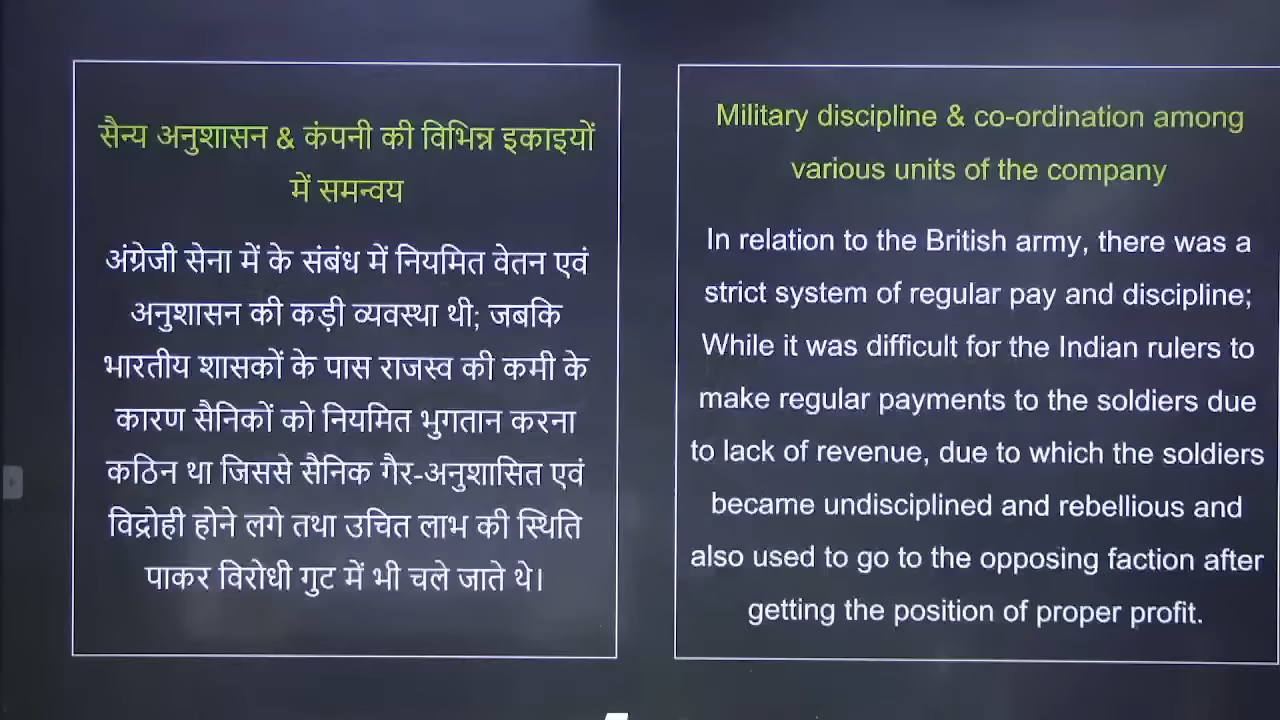 सैन्य अनुशासन & कंपनी की विभिन्न इकाइयों
में समन्वय
अंग्रेजी सेना में के संबंध में नियमित वेतन एवं
अनुशासन की कड़ी व्यवस्था थी; जबकि
भारतीय शासकों के पास राजस्व की कमी के
कारण सैनिकों को नियमित भुगतान करना
कठिन था जिससे सैनिक गैर-अनुशासित एवं
विद्रोही होने लगे तथा उचित लाभ की स्थिति
पाकर विरोधी गुट में भी चले जाते थे।
Military discipline & co-ordination among
various units of the company
In relation to the British army, there was a
strict system of regular pay and discipline;
While it was difficult for the Indian rulers to
make regular payments to the soldiers due
to lack of revenue, due to which the soldiers
became undisciplined and rebellious and
also used to go to the opposing faction after
getting the position of proper profit.